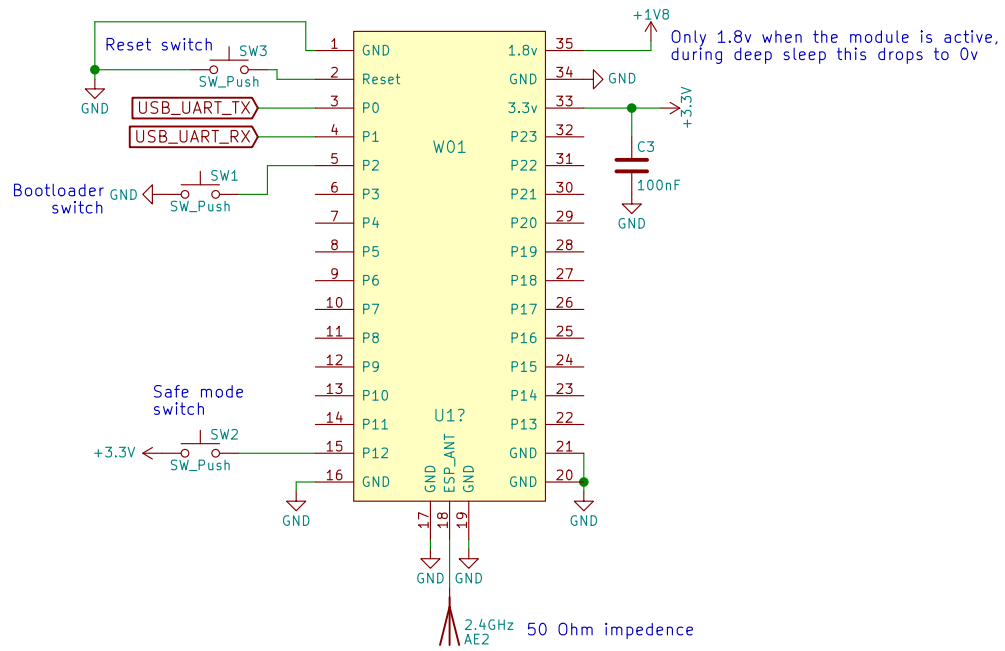 +1V8
Reset switch
SW3
SW_Push
GND
1 GND
2 Reset
USB_UART_TX 3 P0
USB_UART_RX 4 P1
5 P2
Bootloader
switch
GND
SW1
SW_Push
6 P3
7 P4
8 P5
9 P6
10 P7
11 P8
12 P9
13 P10
14 P11
Safe mode
switch
+3.3V
SW2
SW_Push
15 P12
16 GND
GND
W01
U1?
GND
ESP_ANT
GND
17
18
19
GND
GND
2.4GHz
AE2
50 Ohm impedence
1.8v 35
Only 1.8v when the module is active,
during deep sleep this drops to 0v
GND 34 GND
3.3v 33
+3.3V
C3
100nF
GND
P23 32
P22 31
P21 30
P20 29
P19 28
P18 27
P17 26
P16 25
P15 24
P14 23
P13 22
GND 21
GND 20
GND